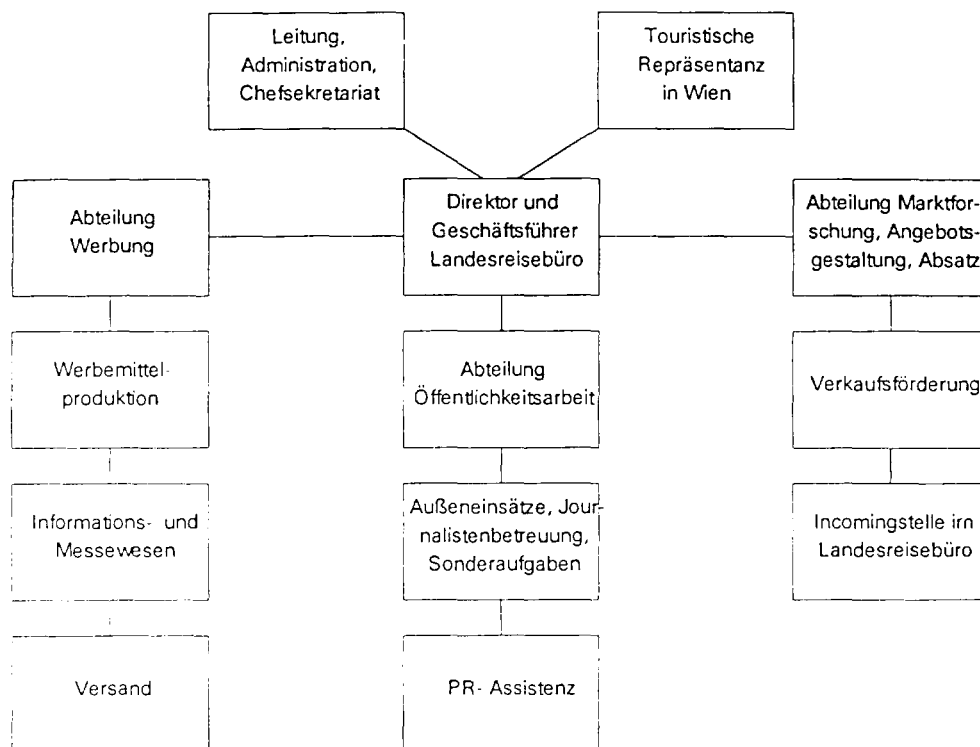 Leitung,
Administration,
Chefsekretariat
Touristische
Repräsentanz
in Wien
Abteilung
Werbung
Direktor und
Geschäftsführer
Landesreisebüro
Abteilung Marktfor-
schung, Angebots-
gestaltung, Absatz
Werbemittel-
produktion
Abteilung
Öffentlichkeitsarbeit
Verkaufsförderung
Informations- und
Messewesen
Außeneinsätze, Jour-
nalistenbetreuung,
Sonderaufgaben
Incomingstelle im
Landesreisebüro
Versand
PR- Assistenz